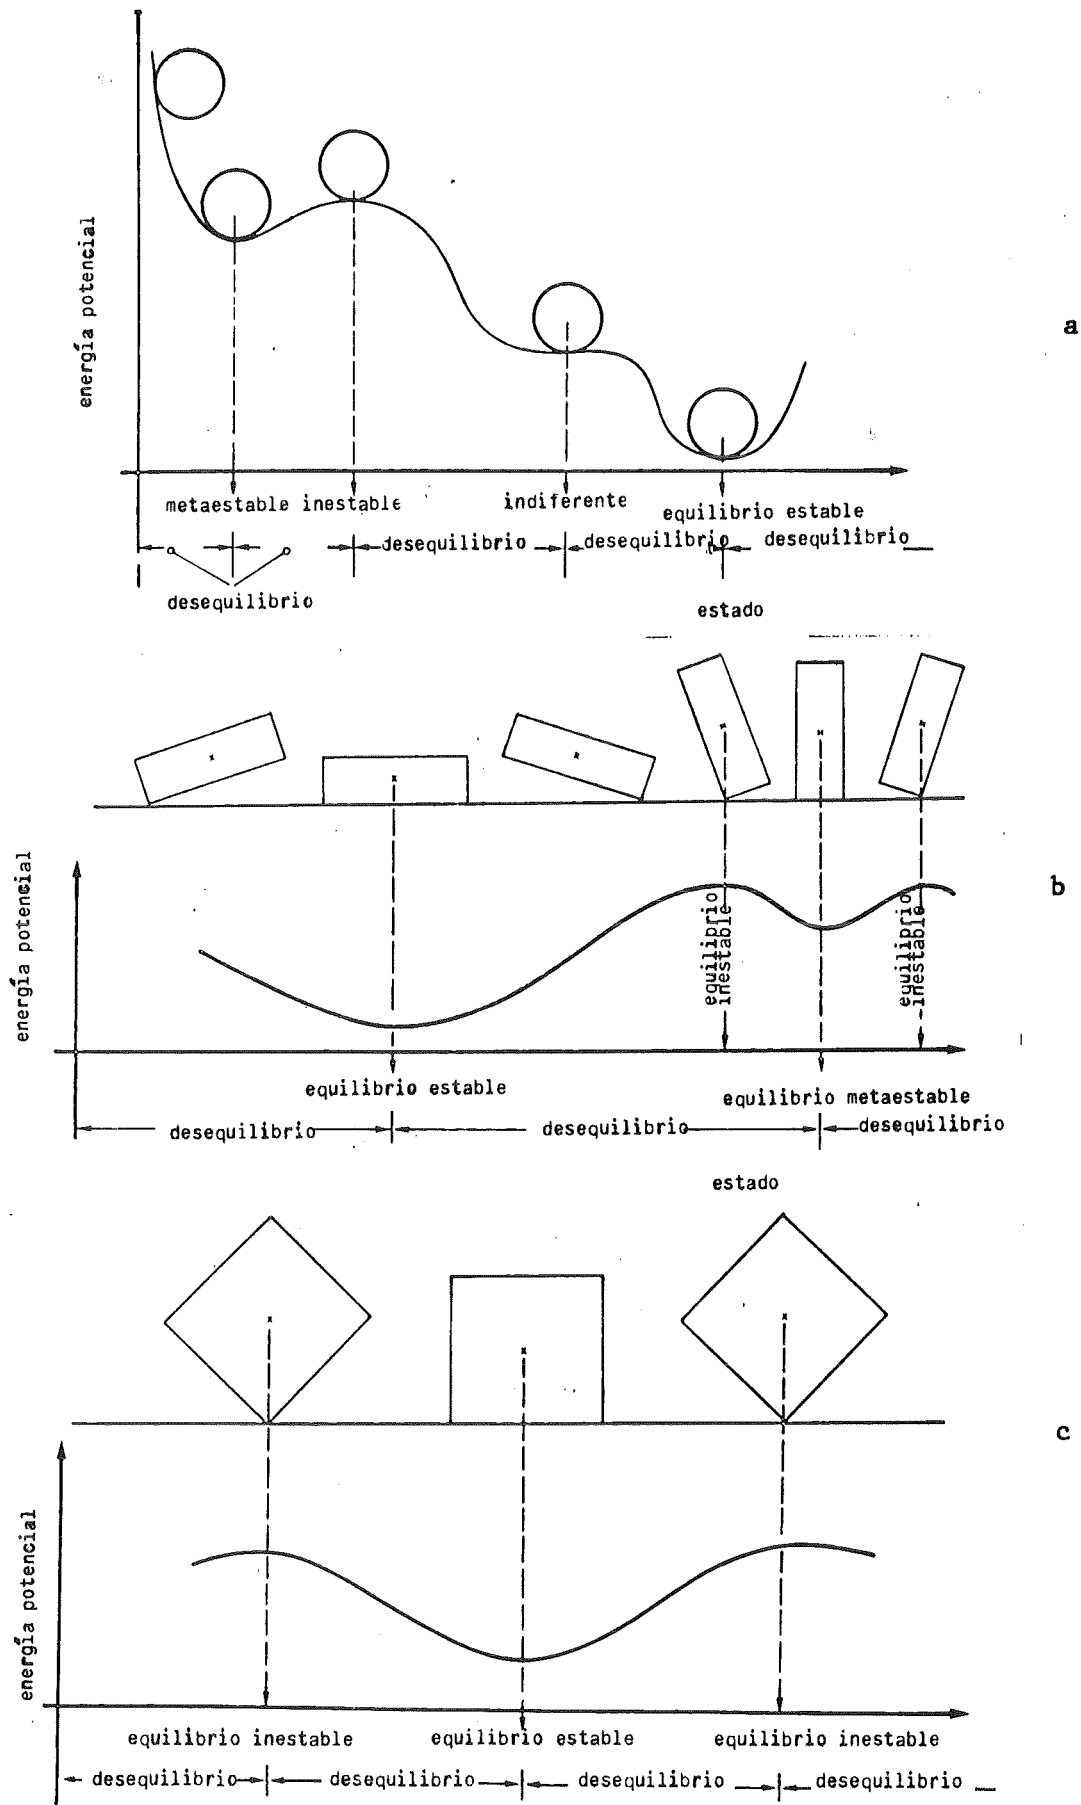 energía potencial
a
metaestable inestable
indiferente
equilibrio estable
desequilibrio
desequilibrio
desequilibrio
desequilibrio
estado
energía potencial
b
equilibrio
inestable
equilibrio
inestable
equilibrio estable
equilibrio metaestable
desequilibrio
desequilibrio
desequilibrio
estado
c
energía potencial
equilibrio inestable
equilibrio estable
equilibrio inestable
desequilibrio
desequilibrio
desequilibrio
desequilibrio